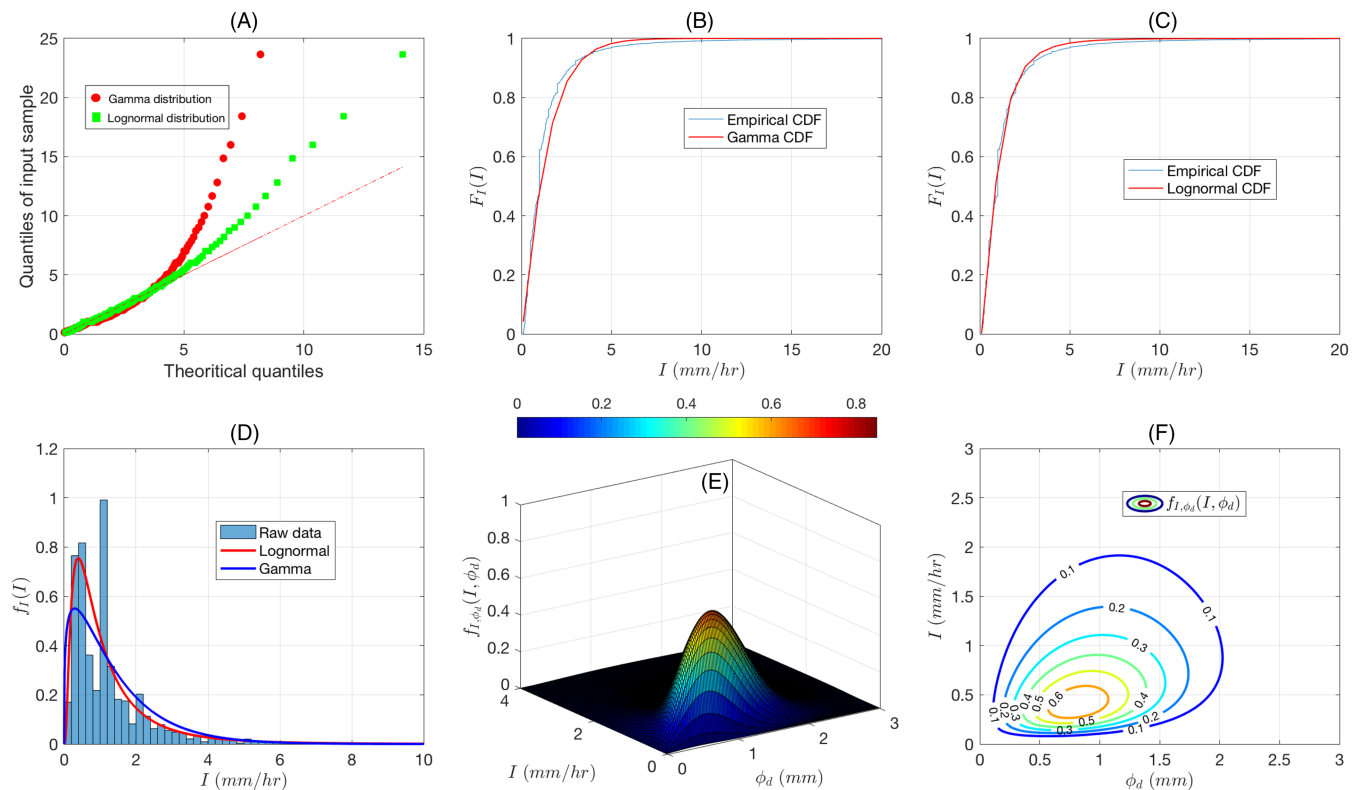 (A)
25
20
15
10
5
0
Quantiles of input sample
Gamma distribution
Lognormal distribution
0 5 10 15
Theoritical quantiles
(B)
1
0.8
0.6
0.4
0.2
0
F_I(I)
Empirical CDF
Gamma CDF
0 5 10 15 20
I (mm/hr)
(C)
1
0.8
0.6
0.4
0.2
0
F_I(I)
Empirical CDF
Lognormal CDF
0 5 10 15 20
I (mm/hr)
0 0.2 0.4 0.6 0.8
(D)
1.2
1
0.8
0.6
0.4
0.2
0
f_I(I)
Raw data
Lognormal
Gamma
0 2 4 6 8 10
I (mm/hr)
(E)
1
0.8
0.6
0.4
0.2
0
f_{I,ϕ_d}(I, ϕ_d)
4
2
0
I (mm/hr)
0 1 2 3
ϕ_d (mm)
(F)
3
2.5
2
1.5
1
0.5
0
I (mm/hr)
f_{I,ϕ_d}(I, ϕ_d)
0.1
0.1
0.2
0.3
0.4
0.5
0.6
0.4
0.5
0.3
0.2
0.1
0.3
0.2
0.1
0 0.5 1 1.5 2 2.5 3
ϕ_d (mm)